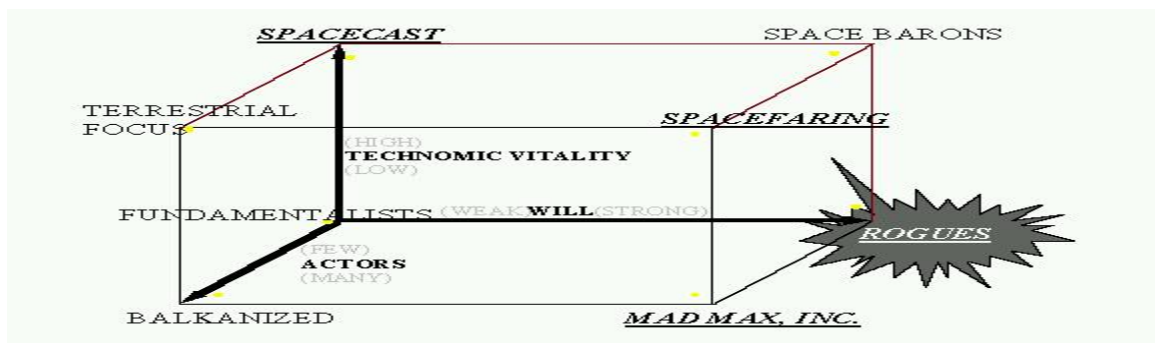 SPACECAST
SPACE BARONS
TERRESTRIAL
FOCUS
SPACEFARING
(HIGH)
TECHNOMIC VITALITY
(LOW)
FUNDAMENTALISTS (WEAK) WILL (STRONG)
ROGUES
(FEW)
ACTORS
(MANY)
BALKANIZED
MAD MAX, INC.